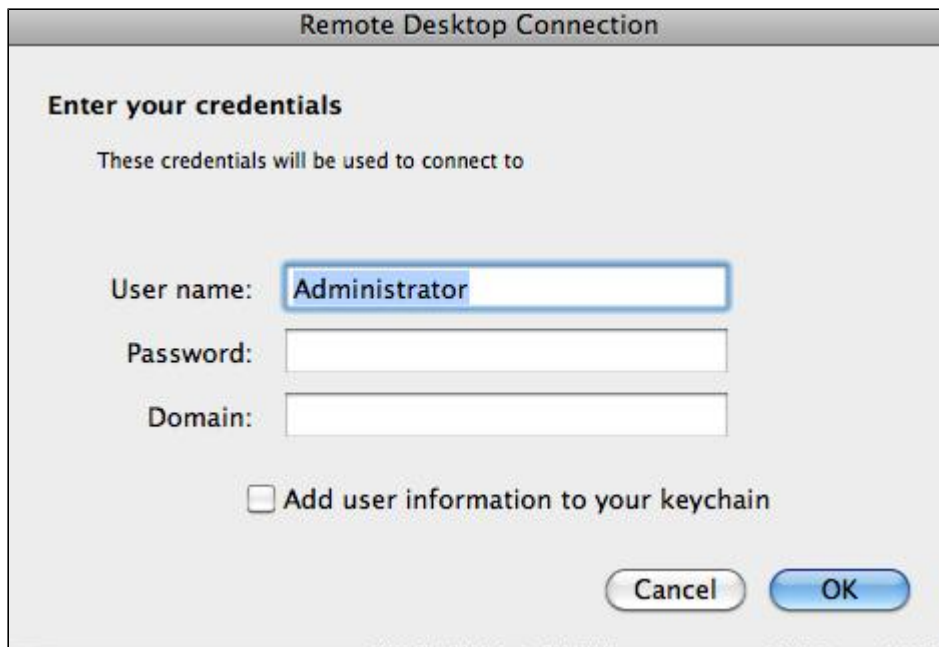 Remote Desktop Connection
Enter your credentials
These credentials will be used to connect to
User name: Administrator
Password:
Domain:
Add user information to your keychain
Cancel OK